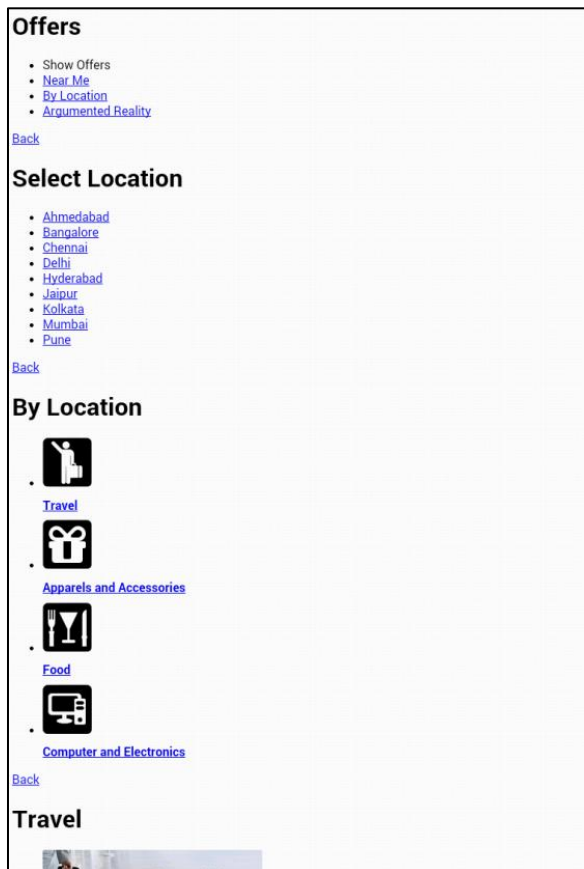 Offers
Show Offers
Near Me
By Location
Argumented Reality
Back
Select Location
Ahmedabad
Bangalore
Chennai
Delhi
Hyderabad
Jaipur
Kolkata
Mumbai
Pune
Back
By Location
Travel
Apparels and Accessories
Food
Computer and Electronics
Back
Travel